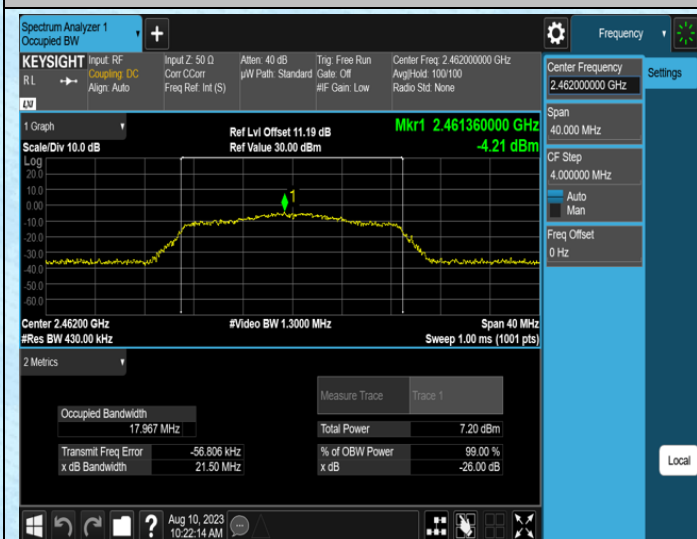 Spectrum Analyzer 1
Occupied BW
+
Frequency
KEYSIGHT
RL
Input: RF
Coupling: DC
Align: Auto
Input Z: 50 Ω
Corr CCorr
Freq Ref: Int (S)
Atten: 40 dB
µW Path: Standard
Trig: Free Run
Gate: Off
#IF Gain: Low
Center Freq: 2.462000000 GHz
Avg|Hold: 100/100
Radio Std: None
LXI
Center Frequency
2.462000000 GHz
Settings
Span
40.000 MHz
CF Step
4.000000 MHz
Auto
Man
Freq Offset
0 Hz
1 Graph
Scale/Div 10.0 dB
Ref Lvl Offset 11.19 dB
Ref Value 30.00 dBm
Mkr1 2.461360000 GHz
-4.21 dBm
Log
20.0
10.0
0.00
-10.0
-20.0
-30.0
-40.0
-50.0
-60.0
1
Center 2.46200 GHz
#Res BW 430.00 kHz
#Video BW 1.3000 MHz
Span 40 MHz
Sweep 1.00 ms (1001 pts)
2 Metrics
Measure Trace
Trace 1
Occupied Bandwidth
17.967 MHz
Total Power
7.20 dBm
Transmit Freq Error
-56.806 kHz
% of OBW Power
99.00 %
x dB Bandwidth
21.50 MHz
x dB
-26.00 dB
Local
?
Aug 10, 2023
10:22:14 AM